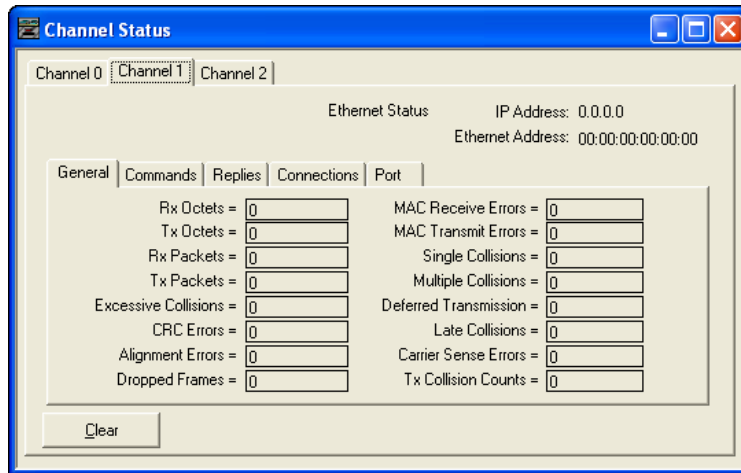 Channel Status
Channel 0 Channel 1 Channel 2
Ethernet Status IP Address: 0.0.0.0
Ethernet Address: 00:00:00:00:00:00
General Commands Replies Connections Port
Rx Octets = 0 MAC Receive Errors = 0
Tx Octets = 0 MAC Transmit Errors = 0
Rx Packets = 0 Single Collisions = 0
Tx Packets = 0 Multiple Collisions = 0
Excessive Collisions = 0 Deferred Transmission = 0
CRC Errors = 0 Late Collisions = 0
Alignment Errors = 0 Carrier Sense Errors = 0
Dropped Frames = 0 Tx Collision Counts = 0
Clear